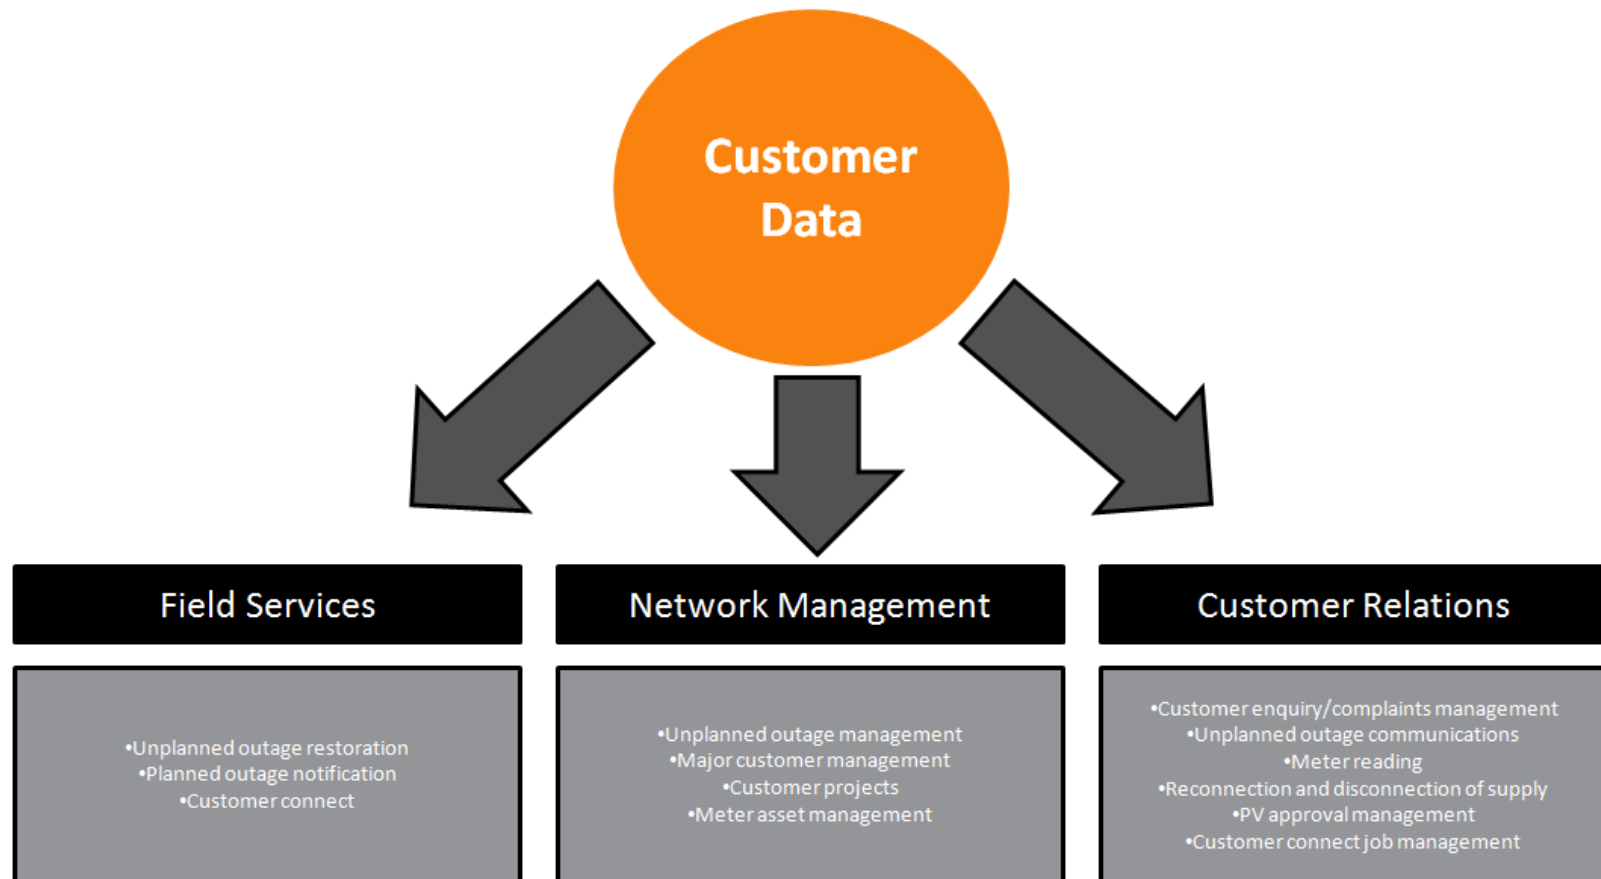 Customer
Data
Field Services
Network Management
Customer Relations
•Unplanned outage restoration
•Planned outage notification
•Customer connect
•Unplanned outage management
•Major customer management
•Customer projects
•Meter asset management
•Customer enquiry/complaints management
•Unplanned outage communications
•Meter reading
•Reconnection and disconnection of supply
•PV approval management
•Customer connect job management